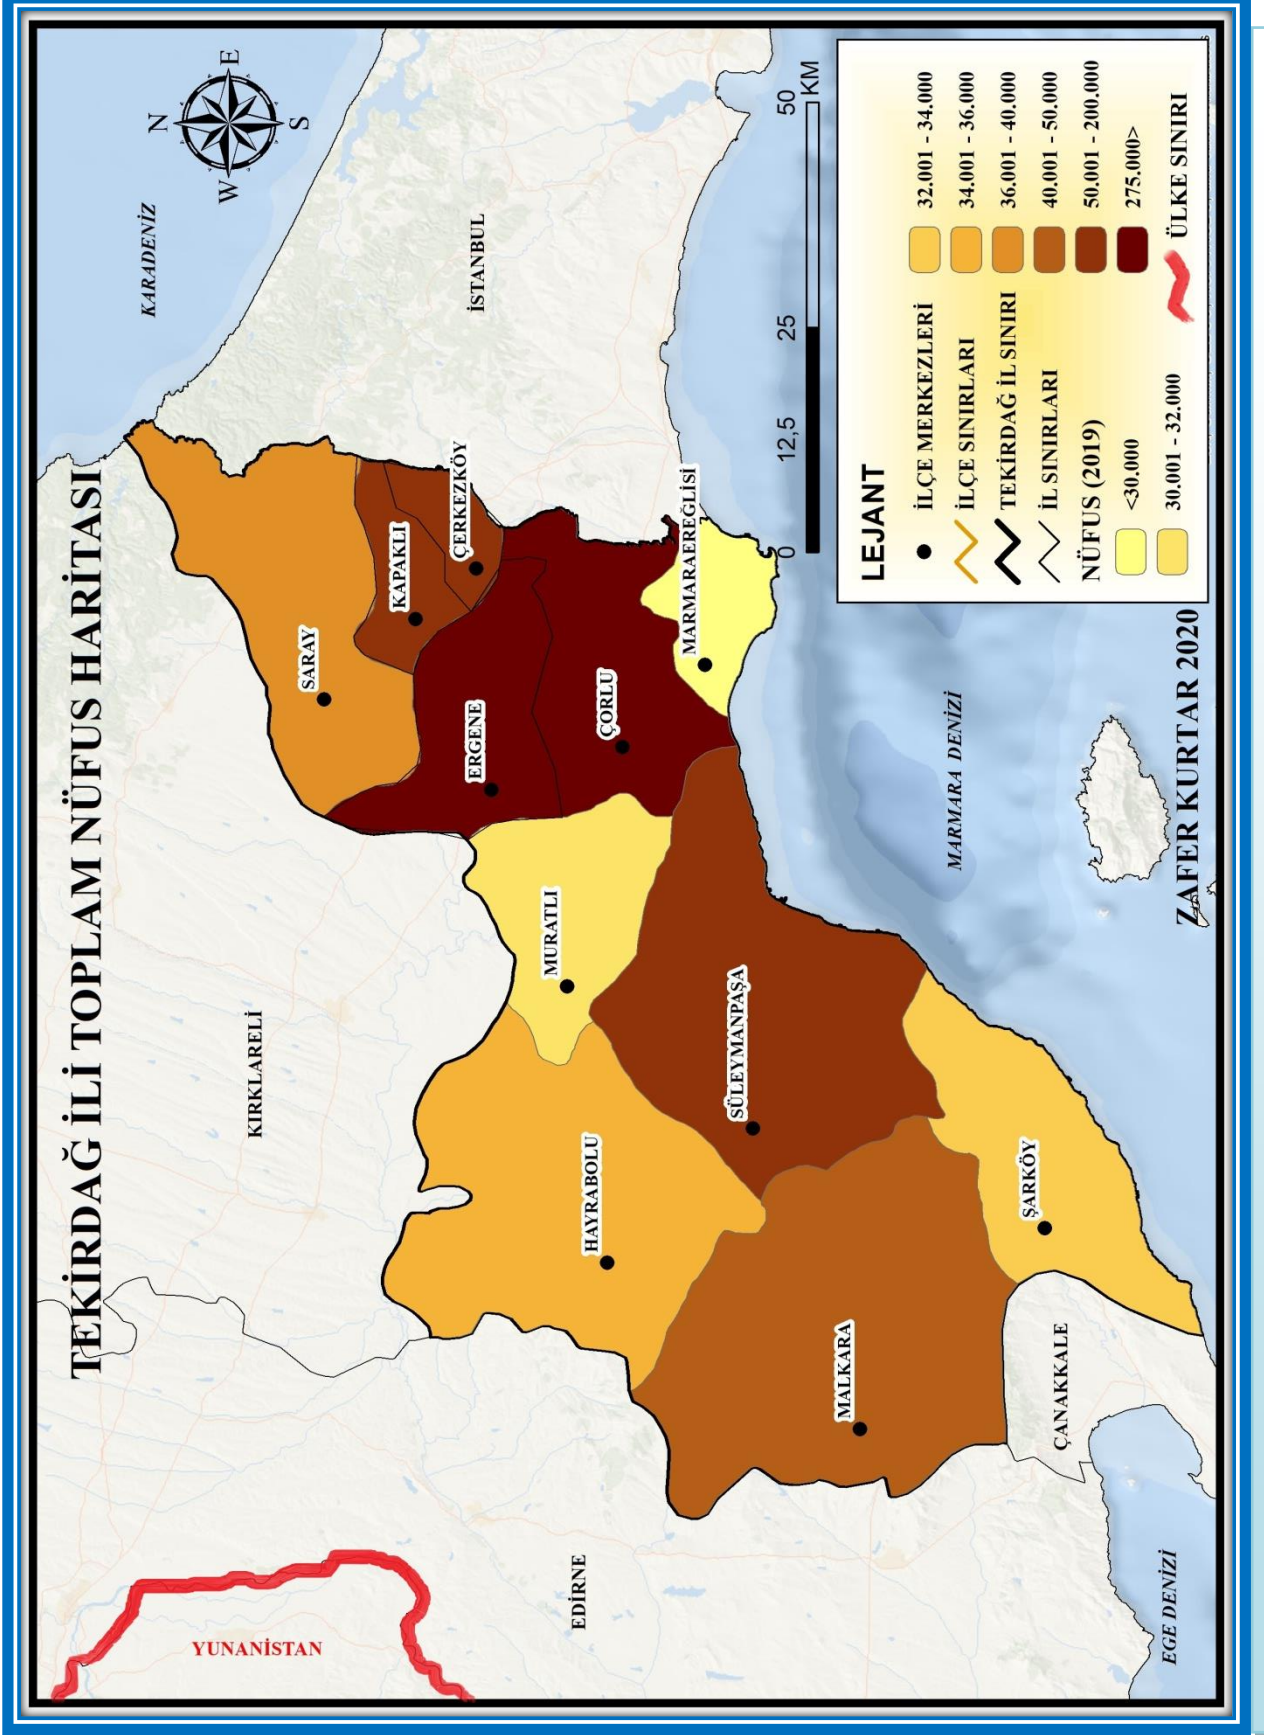 TEKİRDAĞ İLİ TOPLAM NÜFUS HARİTASI
N
E
S
W
KARADENİZ
YUNANİSTAN
KIRKLARELİ
SARAY
KAPAKLI
ÇERKEZKÖY
İSTANBUL
ERGENE
ÇORLU
MURATLI
MARMARAEREĞLİSİ
HAYRABOLU
SÜLEYMANPAŞA
EDİRNE
MALKARA
ŞARKÖY
ÇANAKKALE
MARMARA DENİZİ
EGE DENİZİ
0 12,5 25 50
KM
LEJANT
İLÇE MERKEZLERİ
İLÇE SINIRLARI
TEKİRDAĞ İL SINIRI
İL SINIRLARI
NÜFUS (2019)
<30.000
30.001 - 32.000
32.001 - 34.000
34.001 - 36.000
36.001 - 40.000
40.001 - 50.000
50.001 - 200.000
275.000>
ÜLKE SINIRI
ZAFER KURTAR 2020